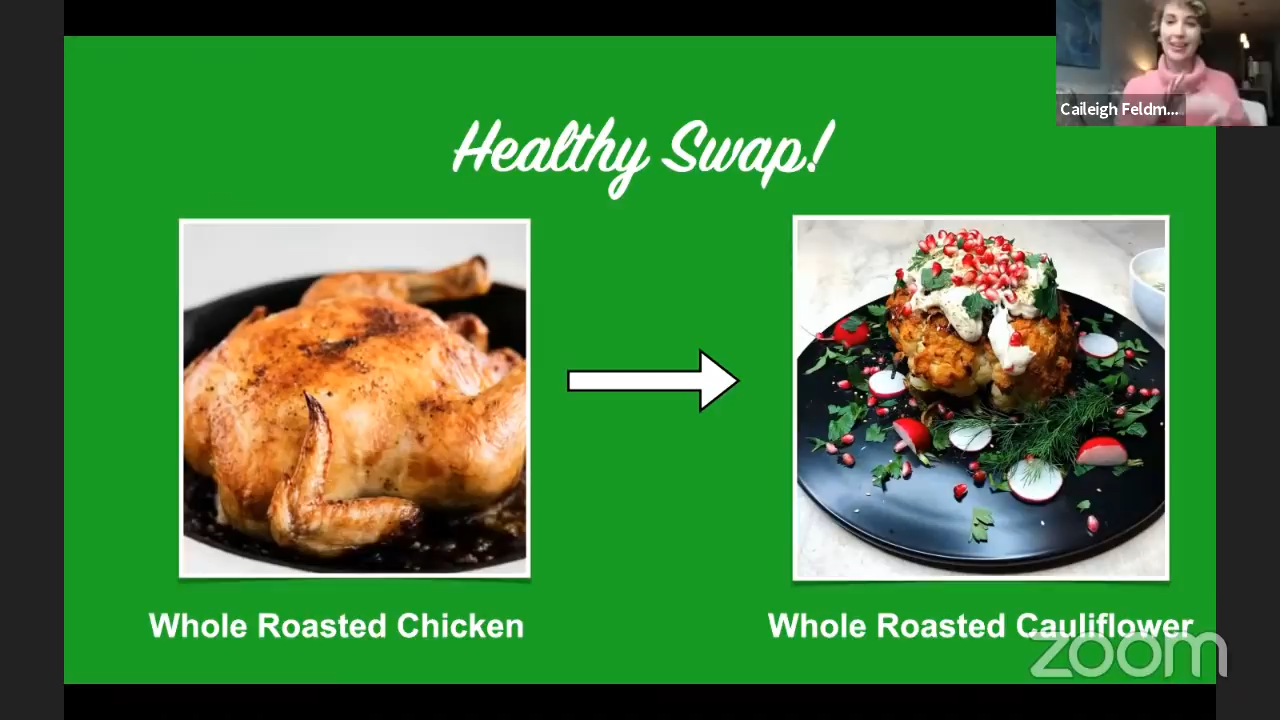 Caileigh Feldm...
Healthy Swap!
Whole Roasted Chicken
Whole Roasted Cauliflower
zoom